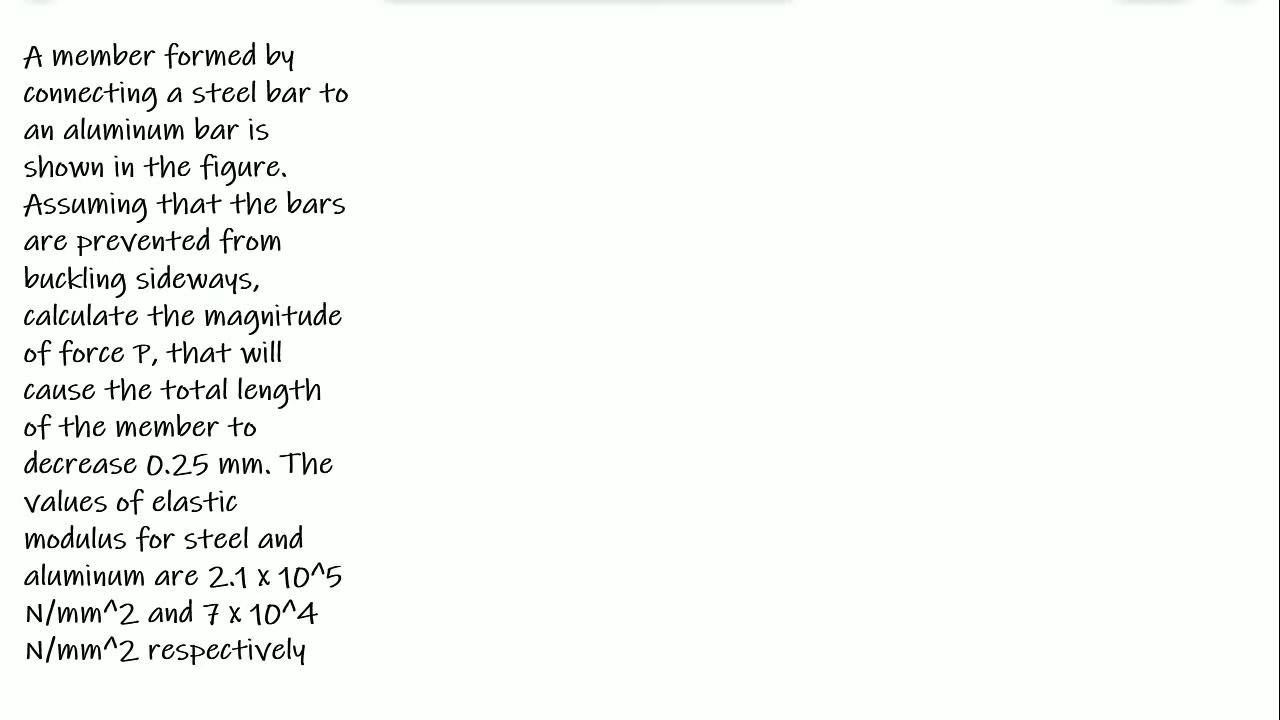 A member formed by
connecting a steel bar to
an aluminum bar is
shown in the figure.
Assuming that the bars
are prevented from
buckling sideways,
calculate the magnitude
of force P, that will
cause the total length
of the member to
decrease 0.25 mm. The
values of elastic
modulus for steel and
aluminum are 2.1 x 10^5
N/mm^2 and 7 x 10^4
N/mm^2 respectively